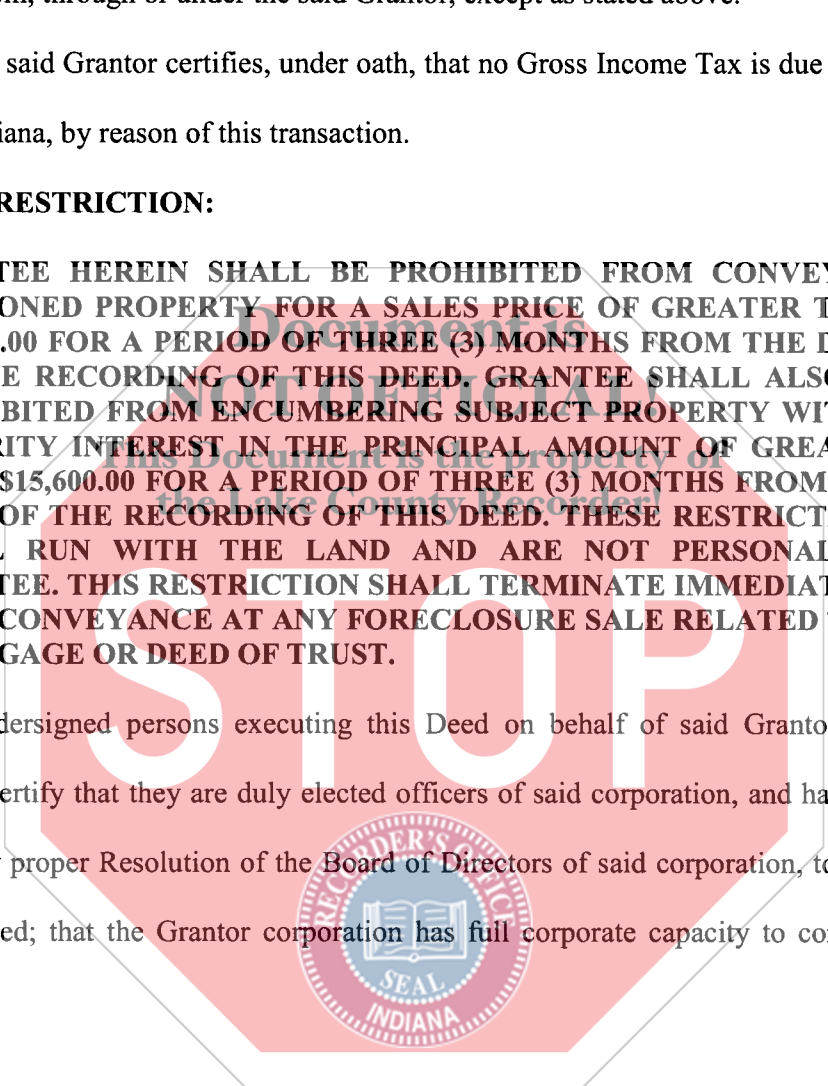 through or under the said Grantor, except as stated above.
said Grantor certifies, under oath, that no Gross Income Tax is due
iana, by reason of this transaction.
RESTRICTION:
TEE HEREIN SHALL BE PROHIBITED FROM CONVEY
ONED PROPERTY FOR A SALES PRICE OF GREATER T
.00 FOR A PERIOD OF THREE (3) MONTHS FROM THE D
E RECORDING OF THIS DEED. GRANTEE SHALL ALSO
BITED FROM ENCUMBERING SUBJECT PROPERTY WIT
RITY INTEREST IN THE PRINCIPAL AMOUNT OF GREA
$15,600.00 FOR A PERIOD OF THREE (3) MONTHS FROM
OF THE RECORDING OF THIS DEED. THESE RESTRICT
RUN WITH THE LAND AND ARE NOT PERSONAL
TEE. THIS RESTRICTION SHALL TERMINATE IMMEDIAT
CONVEYANCE AT ANY FORECLOSURE SALE RELATED
GAGE OR DEED OF TRUST.
dersigned persons executing this Deed on behalf of said Granto
ertify that they are duly elected officers of said corporation, and ha
proper Resolution of the Board of Directors of said corporation, to
ed; that the Grantor corporation has full corporate capacity to co
Document is
NOT OFFICIAL!
This Document is the property of
the Lake County Recorder!
STOP
RECORDER'S OFFICE
SEAL
INDIANA